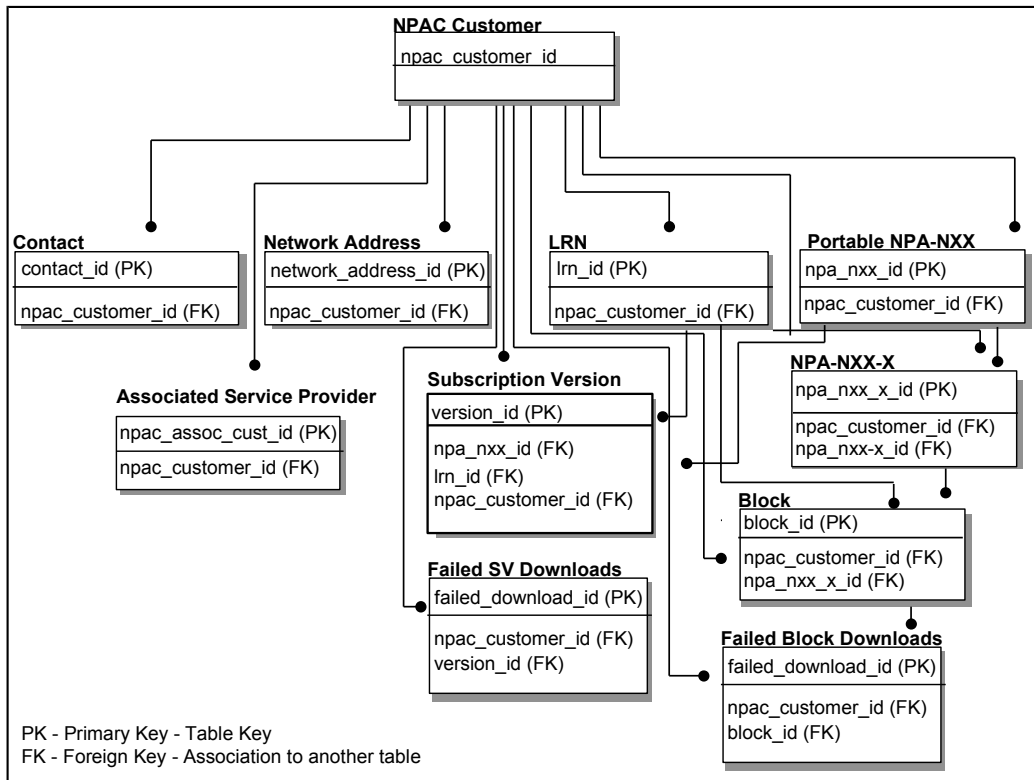 NPAC Customer
npac_customer_id
Contact
contact_id (PK)
npac_customer_id (FK)
Network Address
network_address_id (PK)
npac_customer_id (FK)
LRN
lrn_id (PK)
npac_customer_id (FK)
Portable NPA-NXX
npa_nxx_id (PK)
npac_customer_id (FK)
Associated Service Provider
npac_assoc_cust_id (PK)
npac_customer_id (FK)
Subscription Version
version_id (PK)
npa_nxx_id (FK)
lrn_id (FK)
npac_customer_id (FK)
NPA-NXX-X
npa_nxx_x_id (PK)
npac_customer_id (FK)
npa_nxx-x_id (FK)
Block
block_id (PK)
npac_customer_id (FK)
npa_nxx_x_id (FK)
Failed SV Downloads
failed_download_id (PK)
npac_customer_id (FK)
version_id (FK)
Failed Block Downloads
failed_download_id (PK)
npac_customer_id (FK)
block_id (FK)
PK - Primary Key - Table Key
FK - Foreign Key - Association to another table